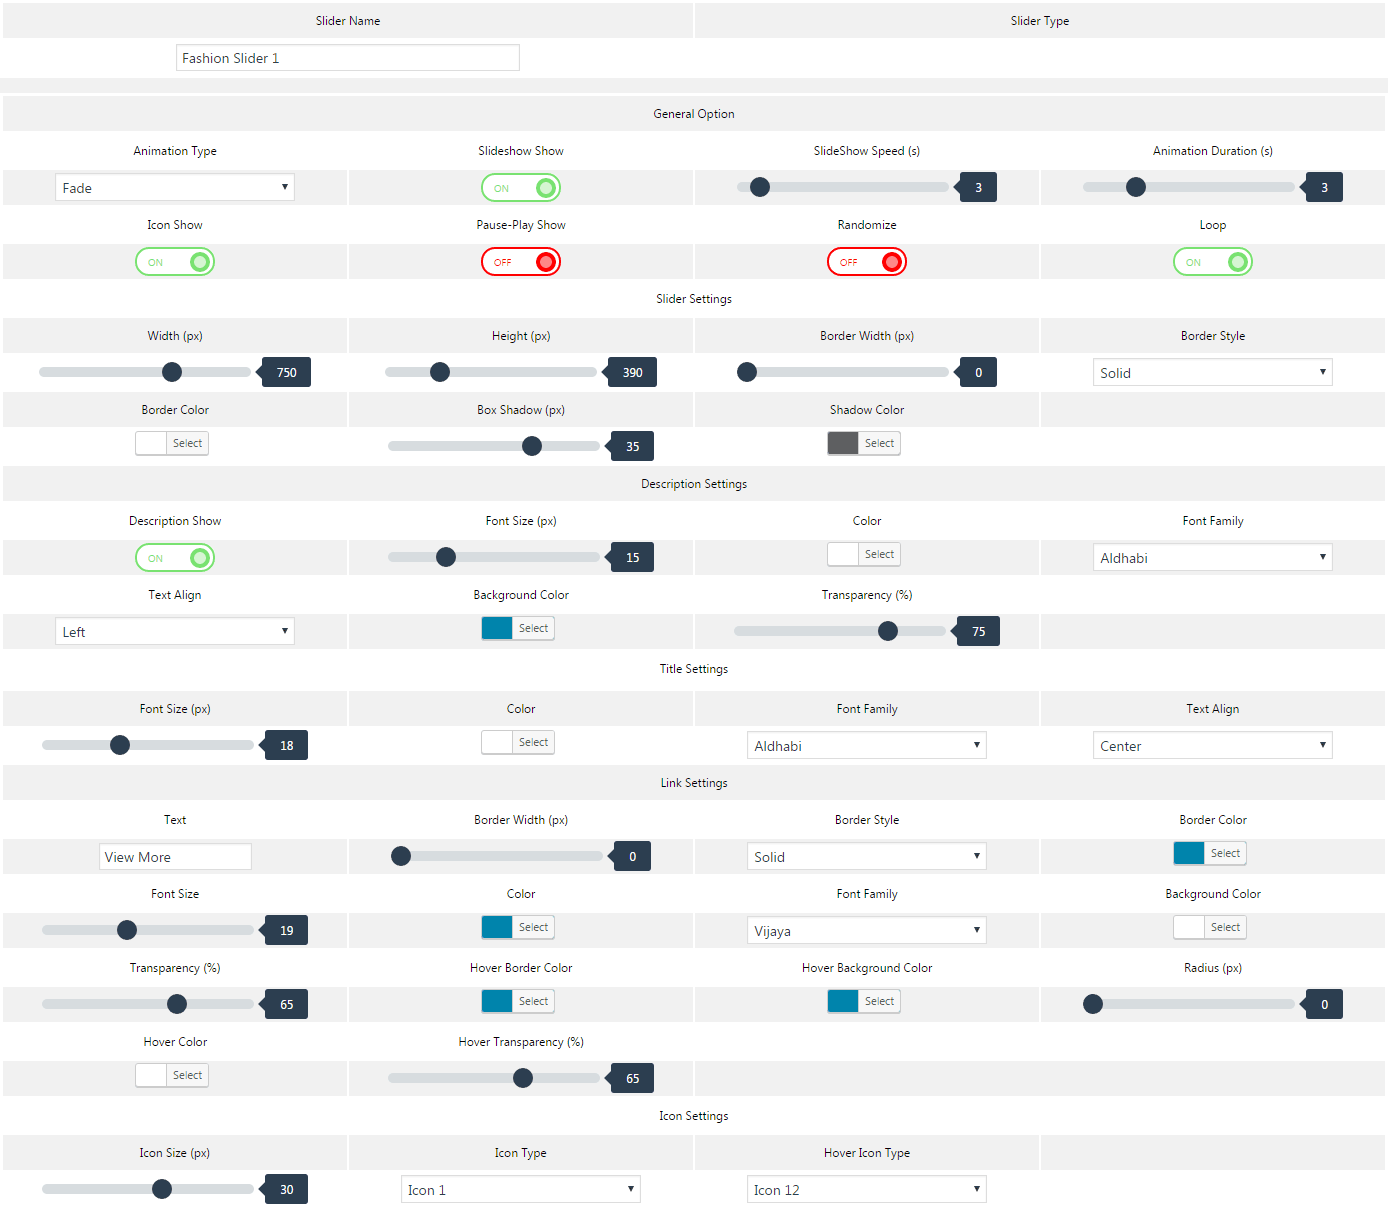 Slider Name Slider Type
Fashion Slider 1
General Option
Animation Type Slideshow Show SlideShow Speed (s) Animation Duration (s)
Fade ON 3 3
Icon Show Pause-Play Show Randomize Loop
ON OFF OFF ON
Slider Settings
Width (px) Height (px) Border Width (px) Border Style
750 390 0 Solid
Border Color Box Shadow (px) Shadow Color
Select 35 Select
Description Settings
Description Show Font Size (px) Color Font Family
ON 15 Select Aldhabi
Text Align Background Color Transparency (%)
Left Select 75
Title Settings
Font Size (px) Color Font Family Text Align
18 Select Aldhabi Center
Link Settings
Text Border Width (px) Border Style Border Color
View More 0 Solid Select
Font Size Color Font Family Background Color
19 Select Vijaya Select
Transparency (%) Hover Border Color Hover Background Color Radius (px)
65 Select Select 0
Hover Color Hover Transparency (%)
Select 65
Icon Settings
Icon Size (px) Icon Type Hover Icon Type
30 Icon 1 Icon 12